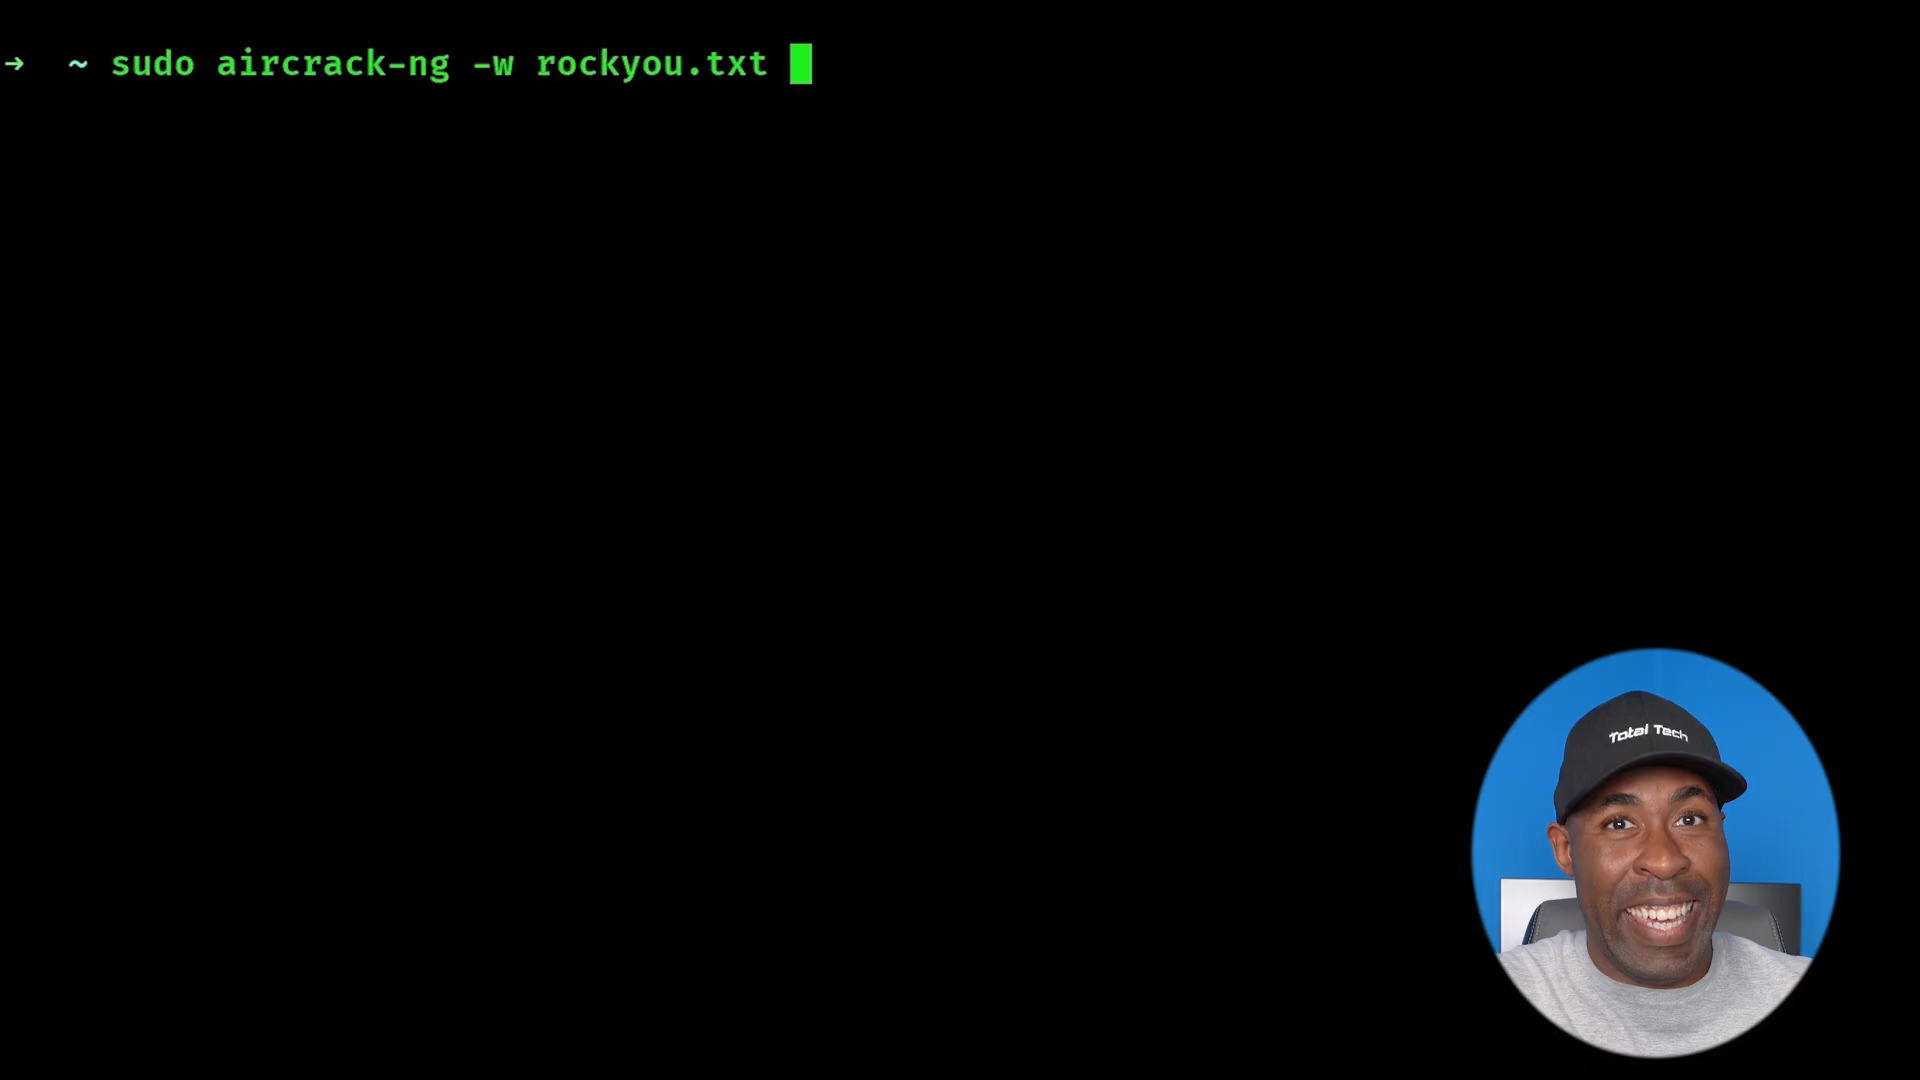 → ~ sudo aircrack-ng -w rockyou.txt
Total Tech